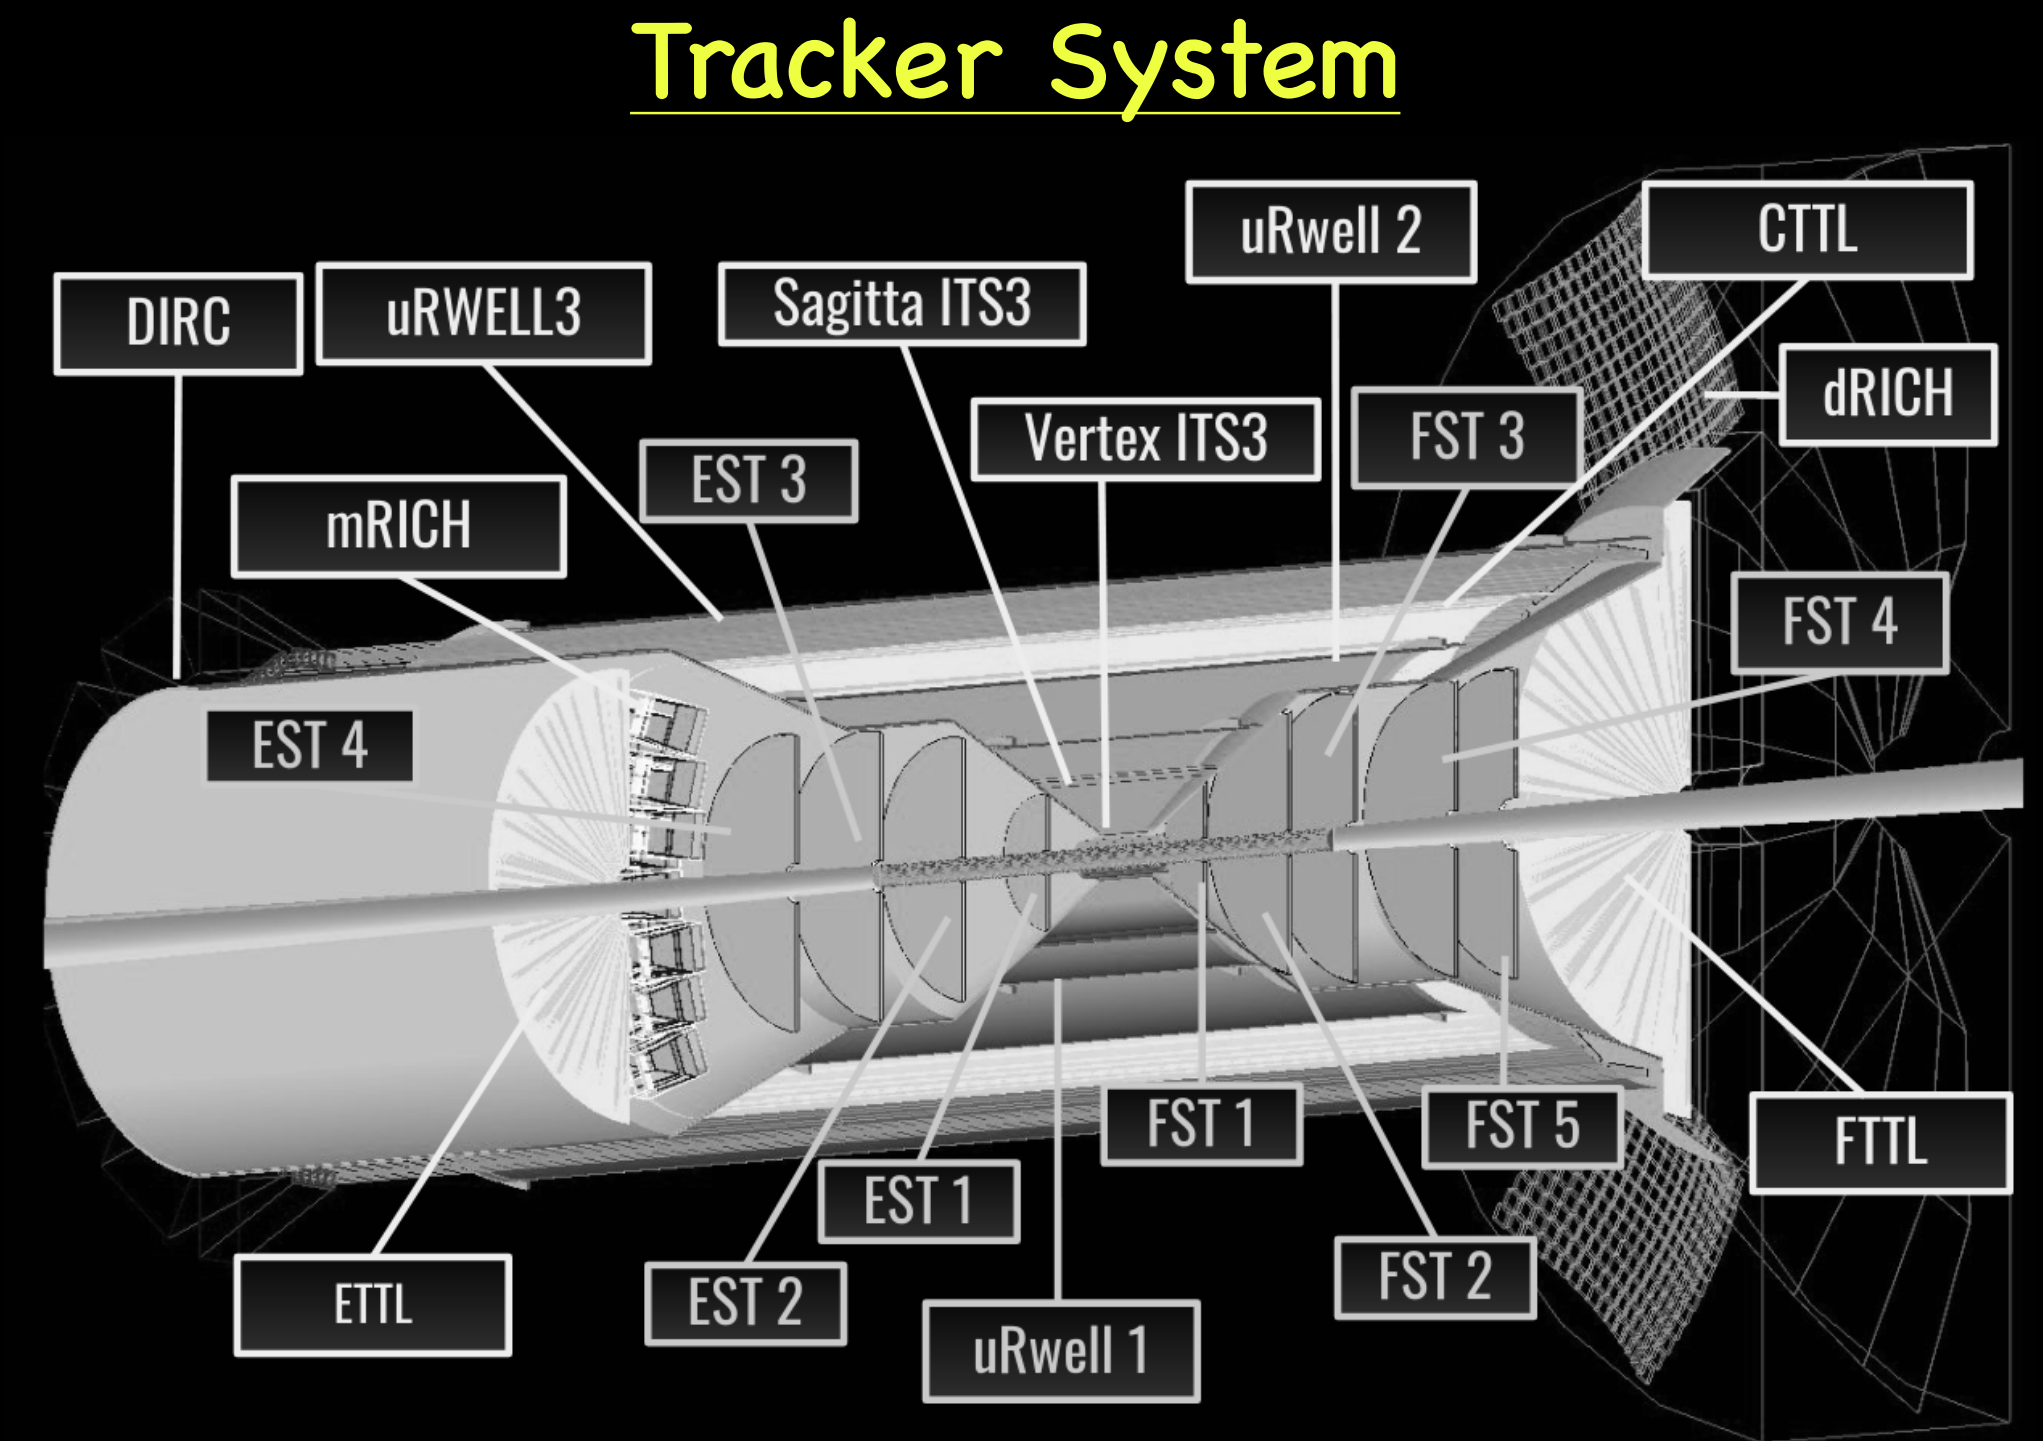 Tracker System
uRwell 2
CTTL
DIRC
uRWELL3
Sagitta ITS3
dRICH
Vertex ITS3
FST 3
EST 3
mRICH
FST 4
EST 4
FST 1
FST 5
FTTL
EST 1
ETTL
EST 2
FST 2
uRwell 1